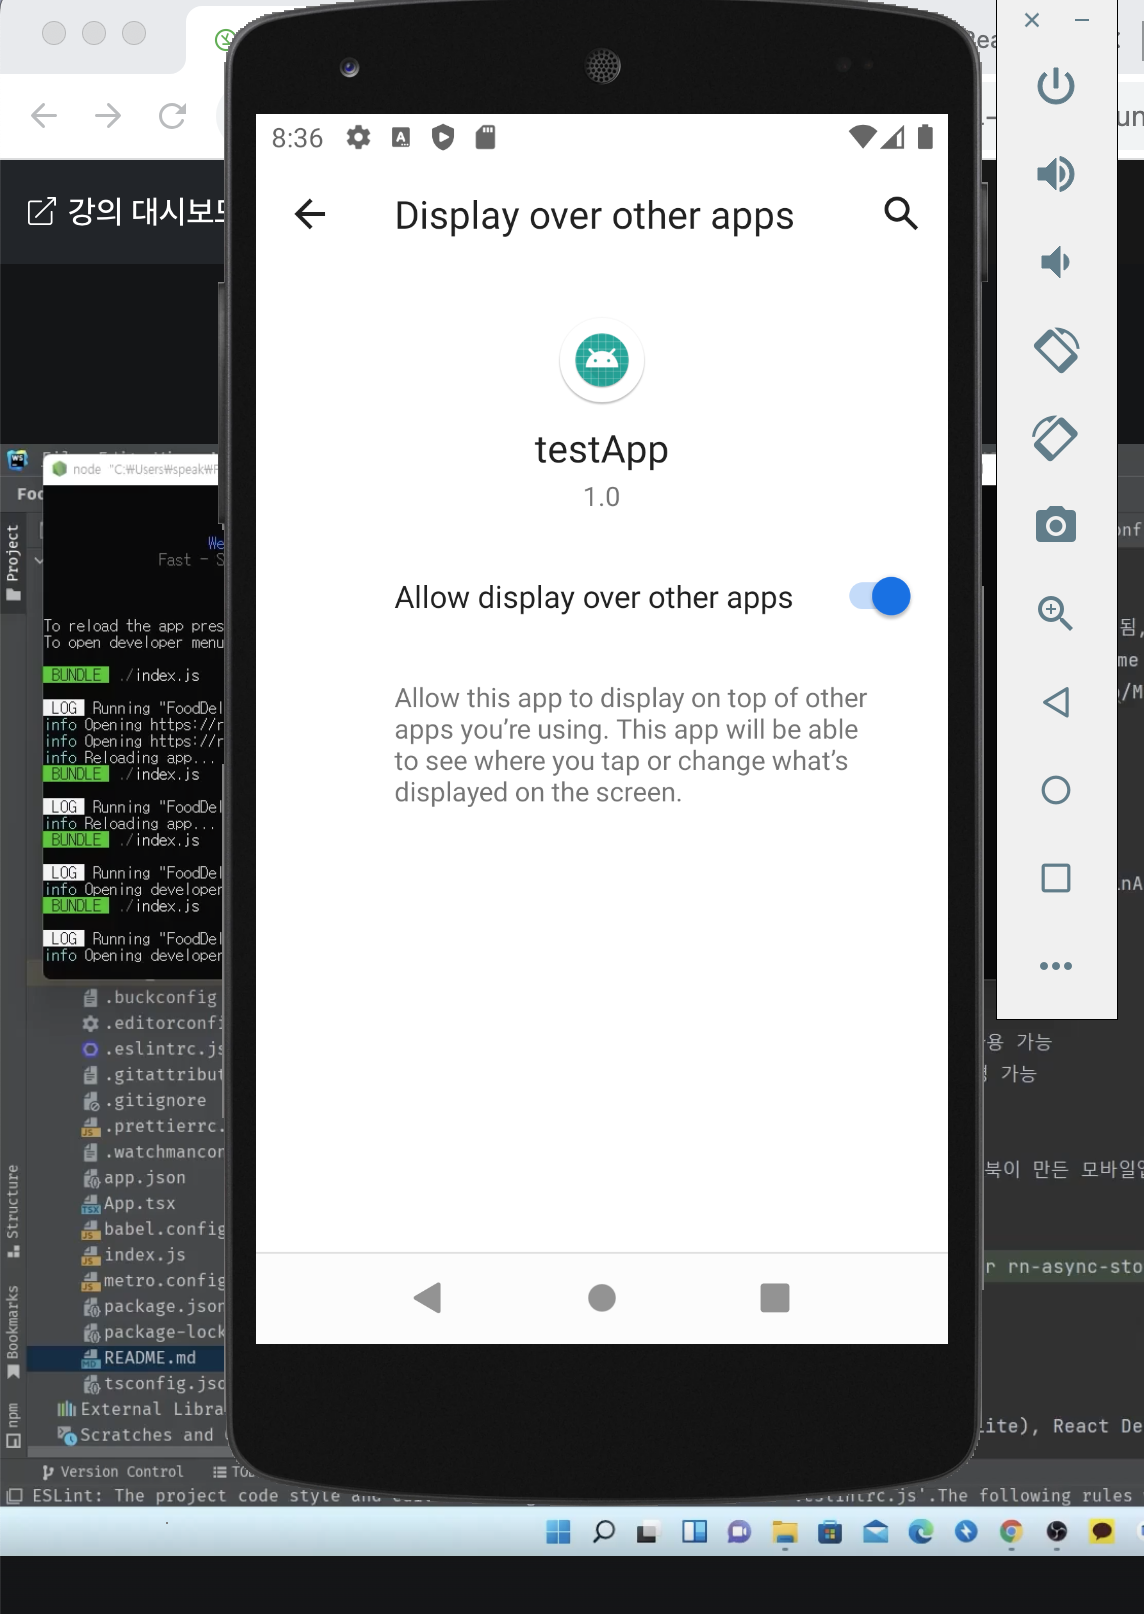 강의 대시보드
8:36
Display over other apps
testApp
1.0
Allow display over other apps
Allow this app to display on top of other
apps you're using. This app will be able
to see where you tap or change what's
displayed on the screen.
node "C:₩Users₩speak₩F
Project
We
Fast - S
To reload the app pres
To open developer menu
BUNDLE ./index.js
LOG Running "FoodDel
info Opening https://r
info Opening https://r
info Reloading app...
BUNDLE ./index.js
LOG Running "FoodDel
info Reloading app...
BUNDLE ./index.js
LOG Running "FoodDel
info Opening developer
BUNDLE ./index.js
LOG Running "FoodDel
info Opening developer
.buckconfig
.editorconfi
.eslintrc.js
.gitattribut
.gitignore
.prettierrc.
.watchmancon
app.json
App.tsx
babel.config
index.js
metro.config
package.json
package-lock
README.md
tsconfig.jso
External Libra
Scratches and
Structure
Bookmarks
npm
됨,
me
/M
inA
용 가능
가능
북이 만든 모바일앱
r rn-async-sto
ite), React De
Version Control
TOD
ESLint: The project code style and
eslintrc.js'.The following rules